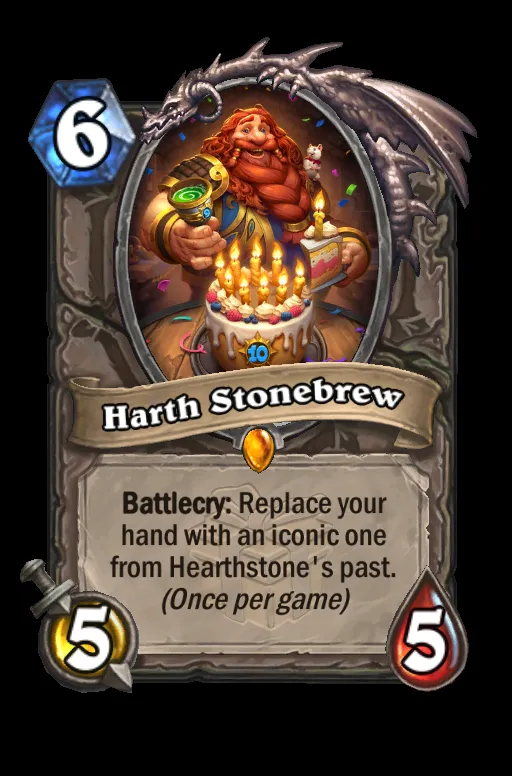 6
9
10
Harth Stonebrew
Battlecry: Replace your
hand with an iconic one
from Hearthstone's past.
(Once per game)
5
5